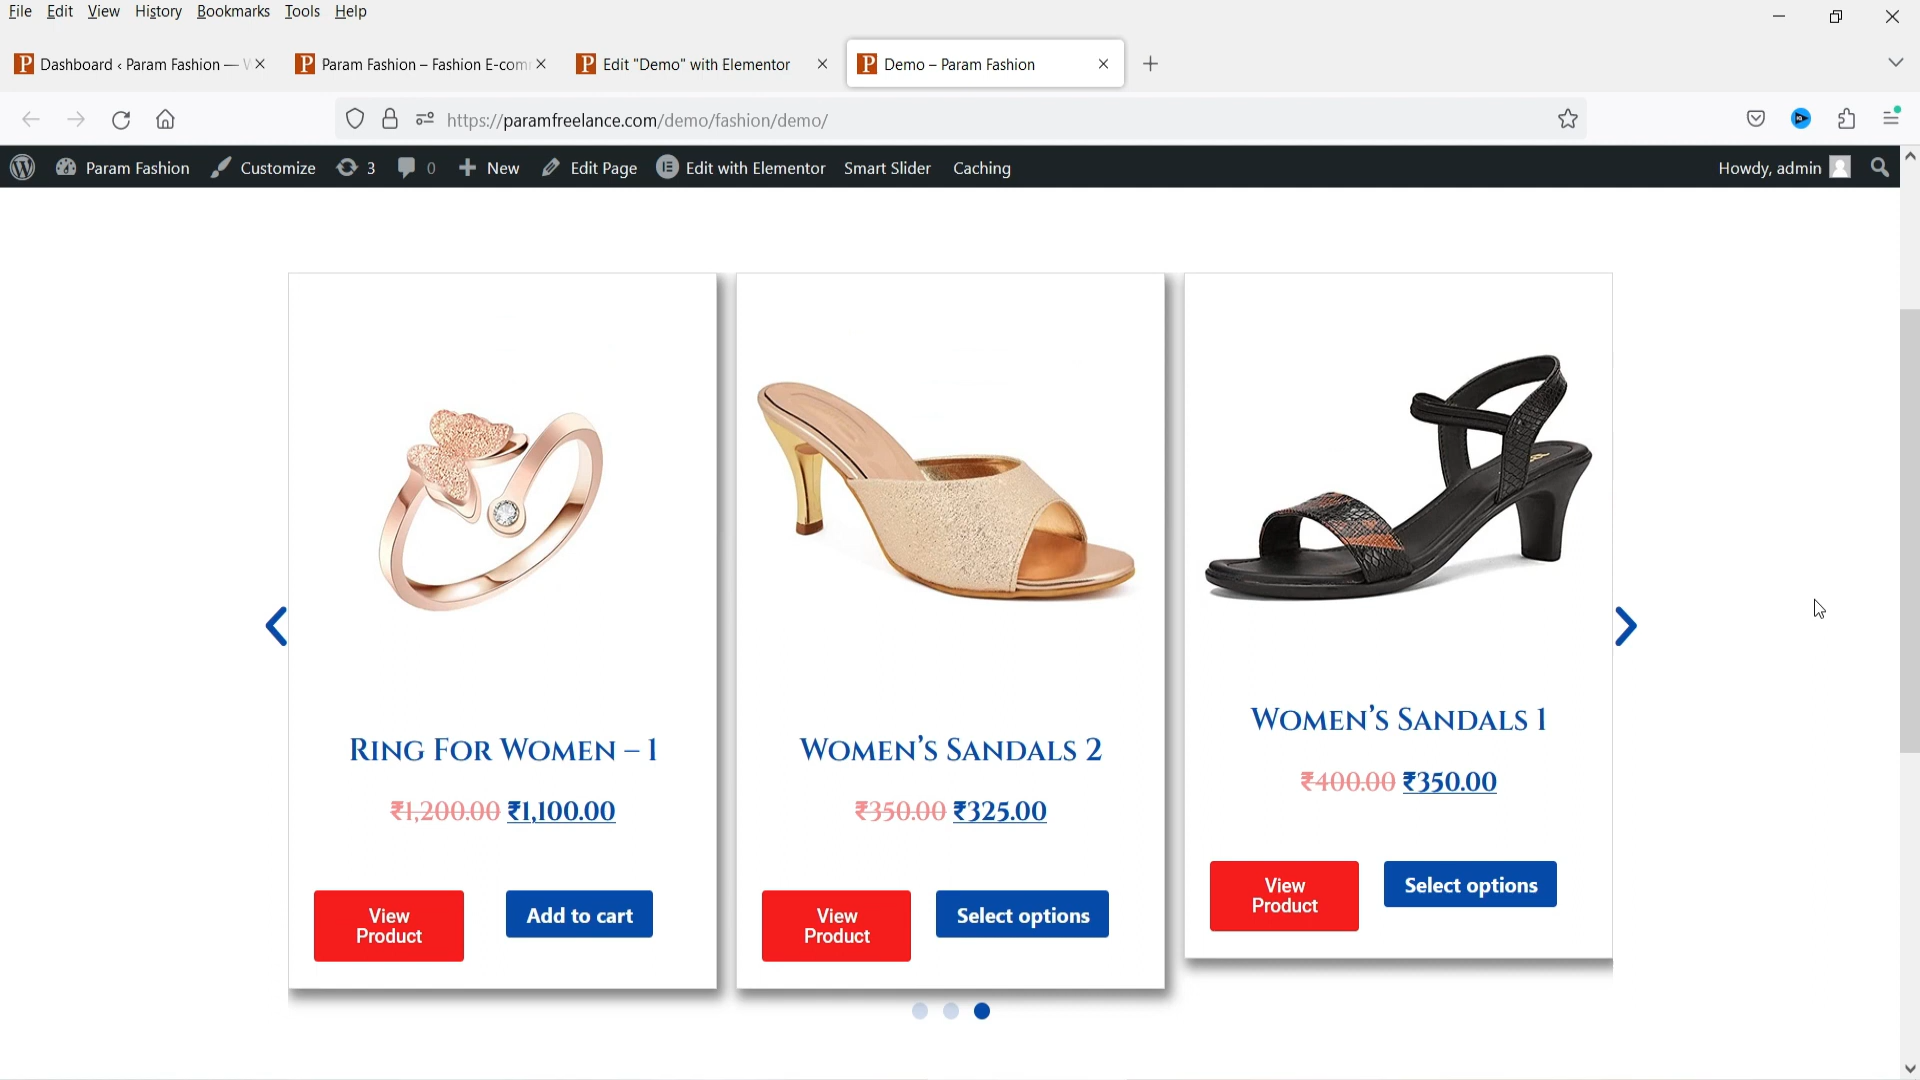 File Edit View History Bookmarks Tools Help
Dashboard ‹ Param Fashion — W
Param Fashion – Fashion E-com
Edit "Demo" with Elementor
Demo – Param Fashion
https://paramfreelance.com/demo/fashion/demo/
Param Fashion Customize 3 0 New Edit Page Edit with Elementor Smart Slider Caching Howdy, admin
Ring For Women – 1
₹1,200.00 ₹1,100.00
View
Product
Add to cart
Women’s Sandals 2
₹350.00 ₹325.00
View
Product
Select options
Women’s Sandals 1
₹400.00 ₹350.00
View
Product
Select options